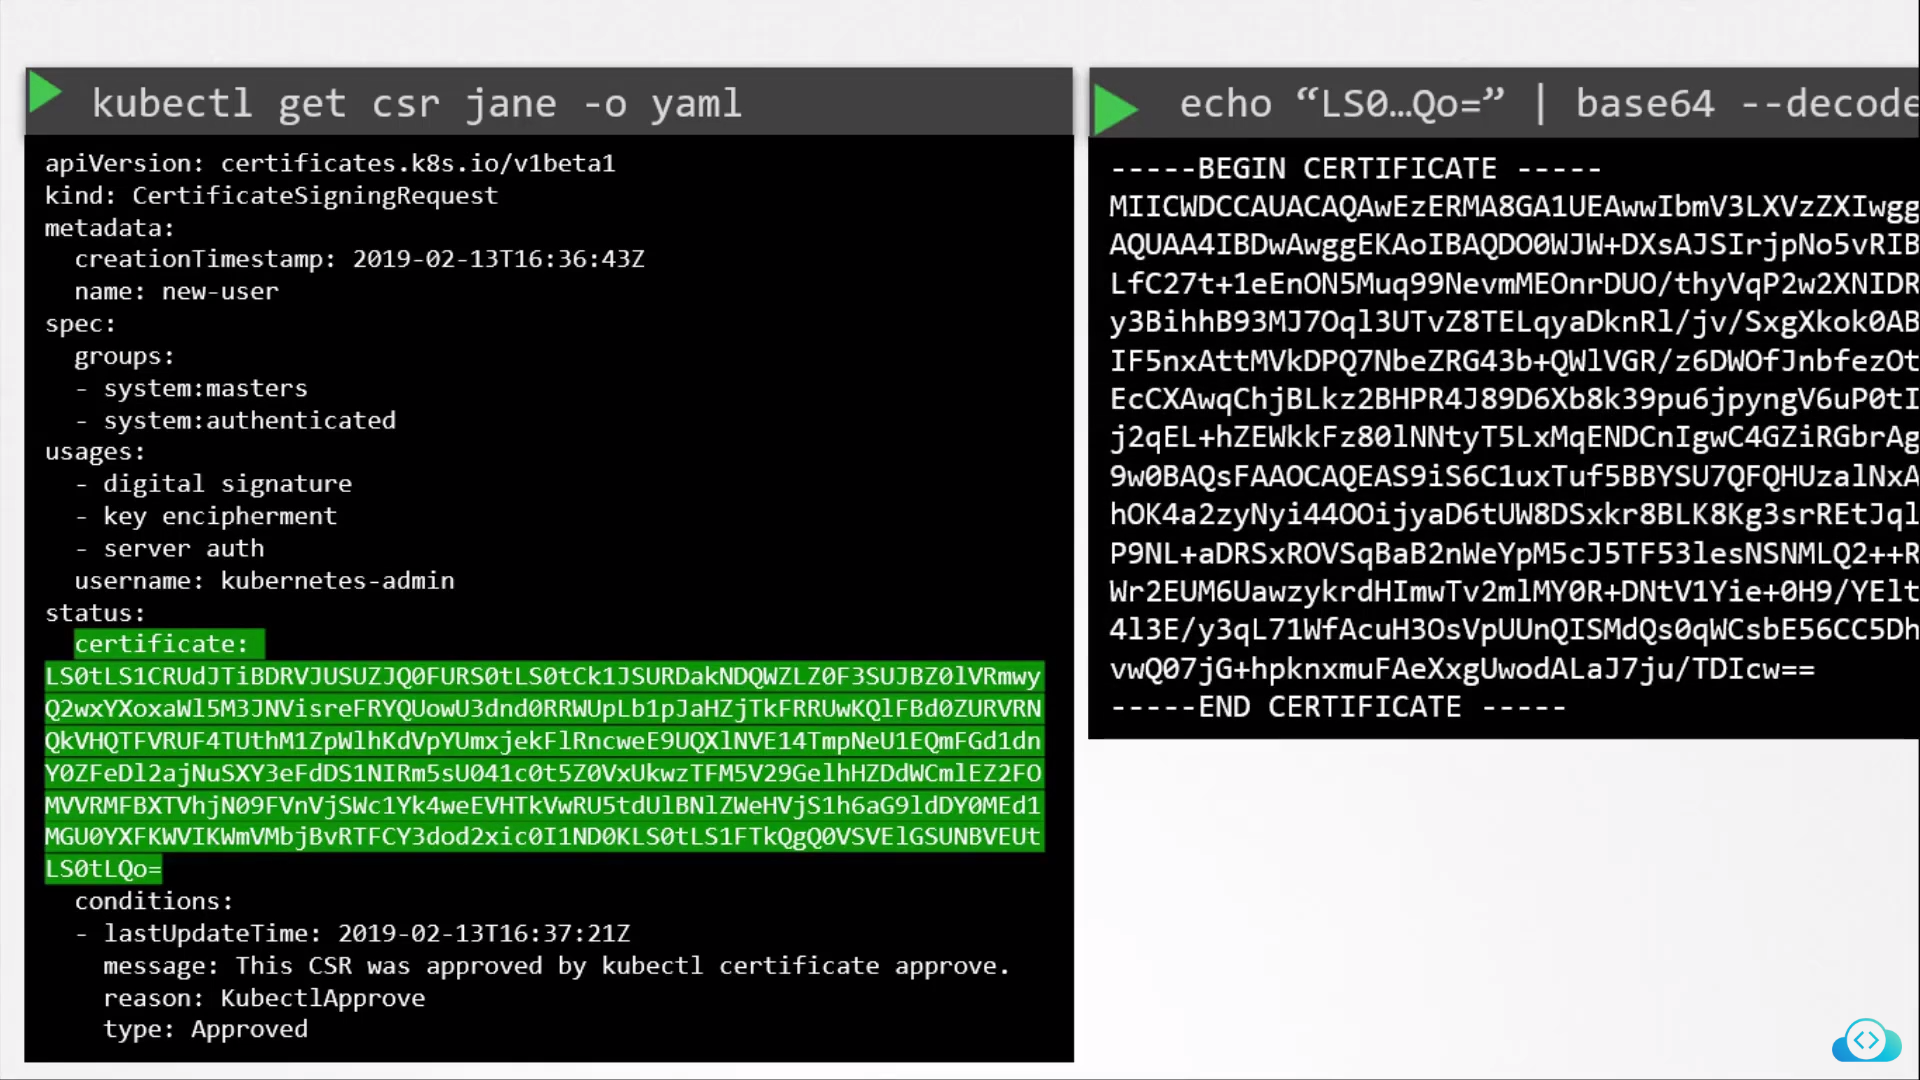 kubectl get csr jane -o yaml
apiVersion: certificates.k8s.io/v1beta1
kind: CertificateSigningRequest
metadata:
  creationTimestamp: 2019-02-13T16:36:43Z
  name: new-user
spec:
  groups:
  - system:masters
  - system:authenticated
usages:
  - digital signature
  - key encipherment
  - server auth
  username: kubernetes-admin
status:
  certificate:
LS0tLS1CRUdJTiBDRVJUSUZJQ0FURS0tLS0tCk1JSURDakNDQWZLZ0F3SUJBZ0lVRmwy
Q2wxYXoxaWl5M3JNVisreFRYQUowU3dnd0RRWUpLb1pJaHZjTkFRRUwKQlFBd0ZURVRN
QkVHQTFVRUF4TUthM1ZpWlhKdVpYUmxjekFlRncweE9UQXlNVE14TmpNeU1EQmFGd1dn
Y0ZFeDl2ajNuSXY3eFdDS1NIRm5sU041c0t5Z0VxUkwzTFM5V29GelhHZDdWCmlEZ2FO
MVVRMFBXTVhjN09FVnVjSWc1Yk4weEVHTkVwRU5tdUlBNlZWeHVjS1h6aG9ldDY0MEd1
MGU0YXFKWVIKWmVMbjBvRTFCY3dod2xic0I1ND0KLS0tLS1FTkQgQ0VSVElGSUNBVEUt
LS0tLQo=
  conditions:
  - lastUpdateTime: 2019-02-13T16:37:21Z
    message: This CSR was approved by kubectl certificate approve.
    reason: KubectlApprove
    type: Approved
echo “LS0…Qo=” | base64 --decode
-----BEGIN CERTIFICATE -----
MIICWDCCAUACAQAwEzERMA8GA1UEAwwIbmV3LXVzZXIwgg
AQUAA4IBDwAwggEKAoIBAQDO0WJW+DXsAJSIrjpNo5vRIB
LfC27t+1eEnON5Muq99NevmMEOnrDUO/thyVqP2w2XNIDR
y3BihhB93MJ7Oql3UTvZ8TELqyaDknRl/jv/SxgXkok0AB
IF5nxAttMVkDPQ7NbeZRG43b+QWlVGR/z6DWOfJnbfezOt
EcCXAwqChjBLkz2BHPR4J89D6Xb8k39pu6jpyngV6uP0tI
j2qEL+hZEWkkFz80lNNtyT5LxMqENDCnIgwC4GZiRGbrAg
9w0BAQsFAAOCAQEAS9iS6C1uxTuf5BBYSU7QFQHUzalNxA
hOK4a2zyNyi44OOijyaD6tUW8DSxkr8BLK8Kg3srREtJql
P9NL+aDRSxROVSqBaB2nWeYpM5cJ5TF53lesNSNMLQ2++R
Wr2EUM6UawzykrdHImwTv2mlMY0R+DNtV1Yie+0H9/YElt
4l3E/y3qL71WfAcuH3OsVpUUnQISMdQs0qWCsbE56CC5Dh
vwQ07jG+hpknxmuFAeXxgUwodALaJ7ju/TDIcw==
-----END CERTIFICATE -----